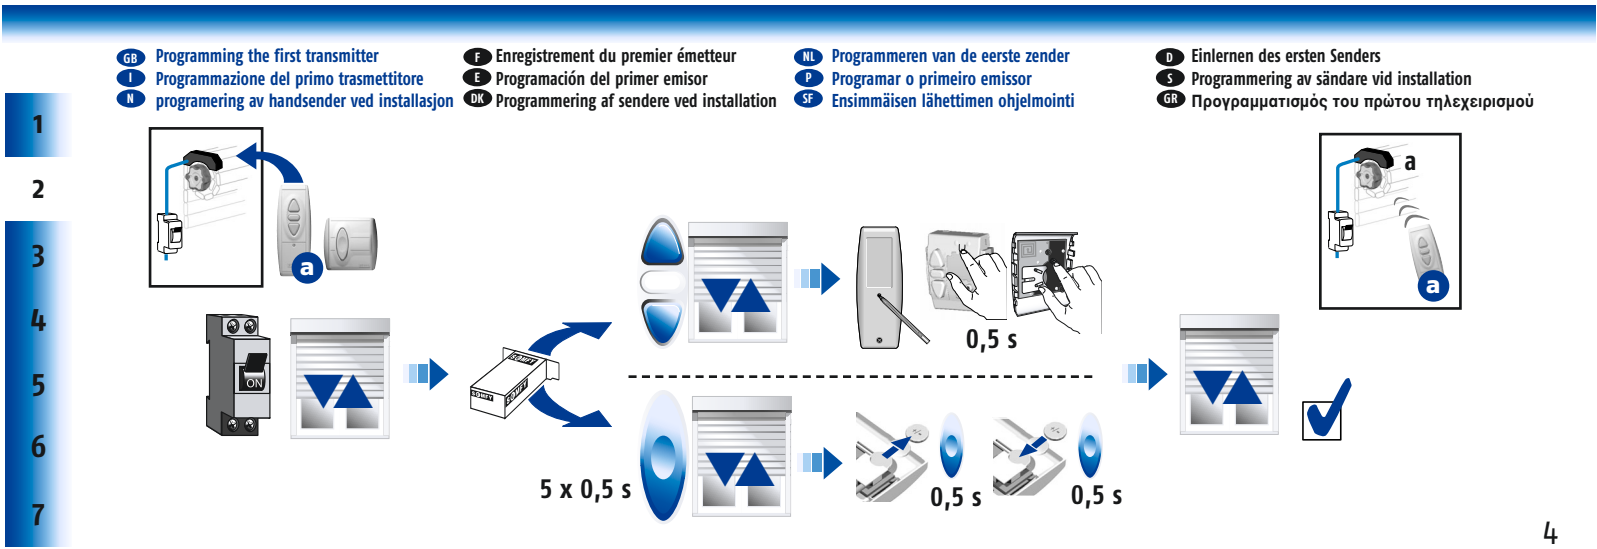 GB Programming the first transmitter
I Programmazione del primo trasmettitore
N programering av handsender ved installasjon
F Enregistrement du premier émetteur
E Programación del primer emisor
DK Programmering af sendere ved installation
NL Programmeren van de eerste zender
P Programar o primeiro emissor
SF Ensimmäisen lähettimen ohjelmointi
D Einlernen des ersten Senders
S Programmering av sändare vid installation
GR Προγραμματισμός του πρώτου τηλεχειρισμού
1
2
3
4
5
6
7
a
a
a
ON
SOMFY
SOMFY
SOMFY
0,5 s
5 x 0,5 s
0,5 s
0,5 s
4